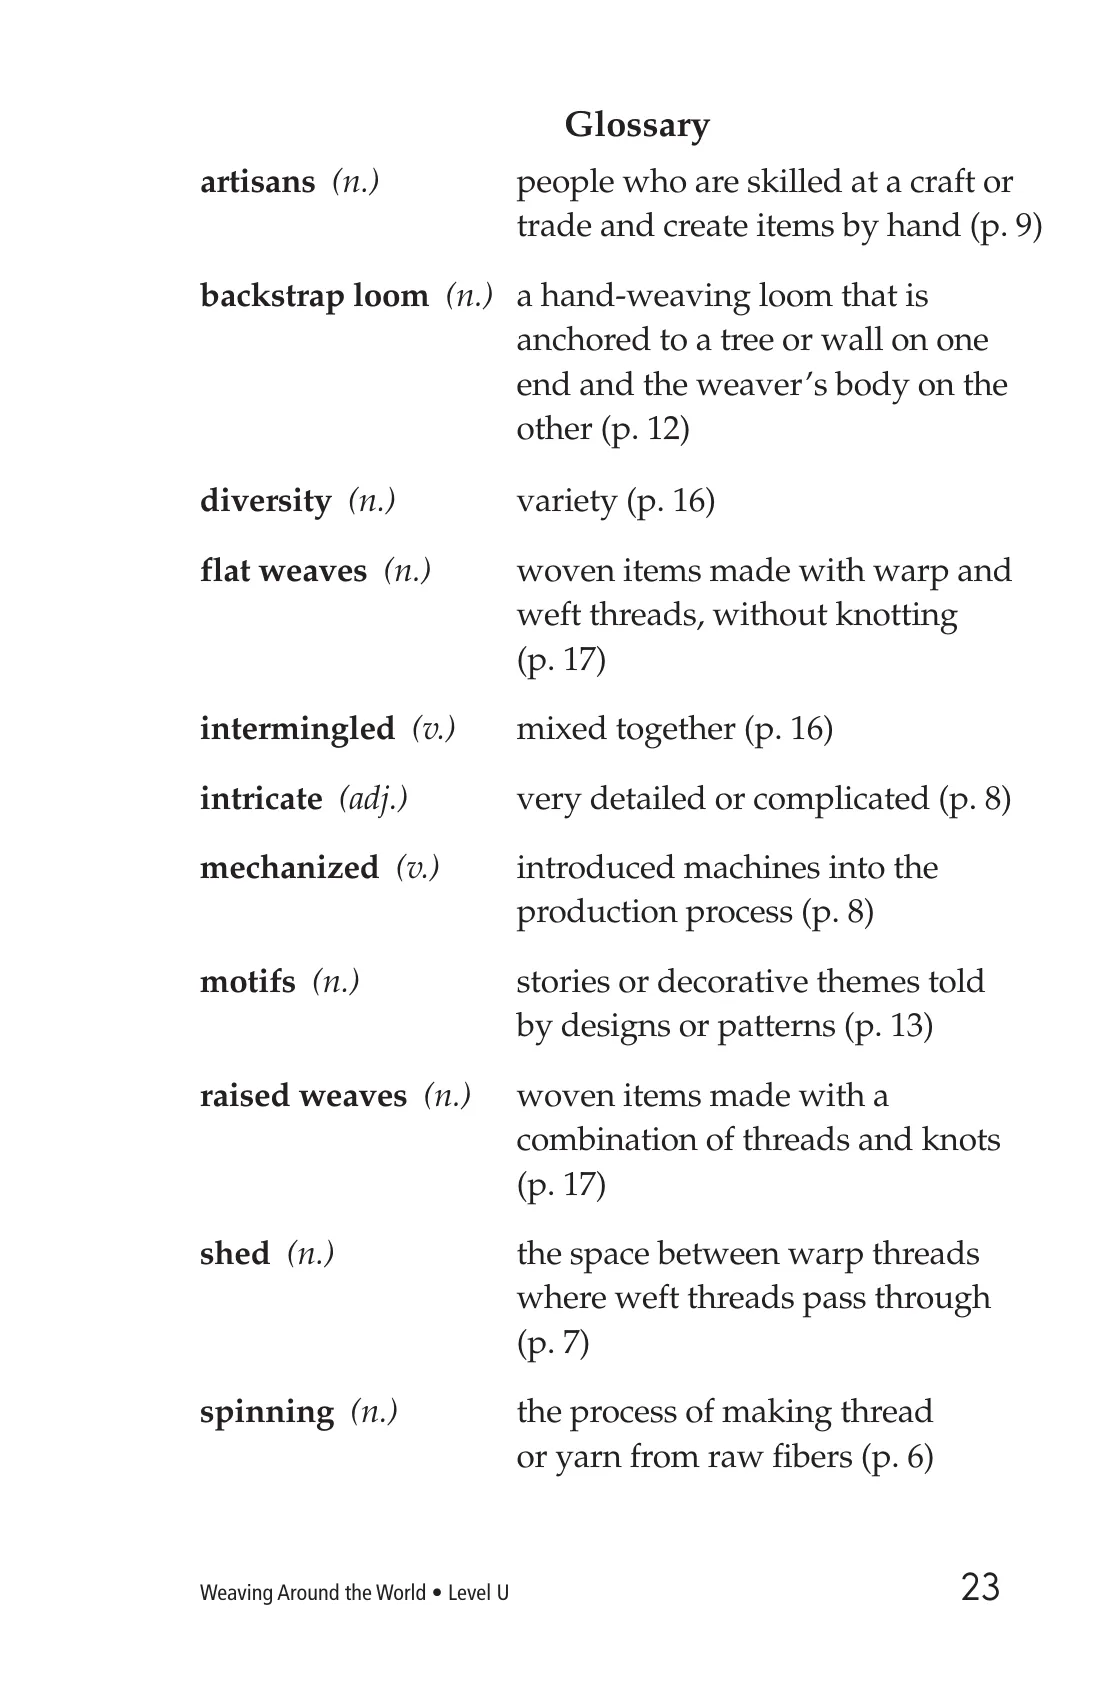 Glossary
artisans (n.) people who are skilled at a craft or
trade and create items by hand (p. 9)
backstrap loom (n.) a hand-weaving loom that is
anchored to a tree or wall on one
end and the weaver’s body on the
other (p. 12)
diversity (n.) variety (p. 16)
flat weaves (n.) woven items made with warp and
weft threads, without knotting
(p. 17)
intermingled (v.) mixed together (p. 16)
intricate (adj.) very detailed or complicated (p. 8)
mechanized (v.) introduced machines into the
production process (p. 8)
motifs (n.) stories or decorative themes told
by designs or patterns (p. 13)
raised weaves (n.) woven items made with a
combination of threads and knots
(p. 17)
shed (n.) the space between warp threads
where weft threads pass through
(p. 7)
spinning (n.) the process of making thread
or yarn from raw fibers (p. 6)
Weaving Around the World • Level U 23